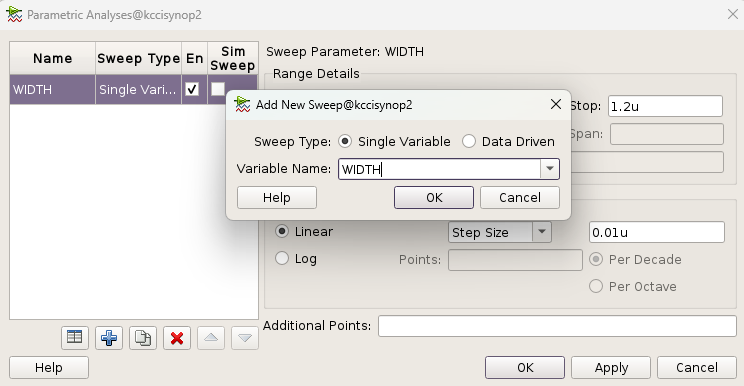 Parametric Analyses@kccisynop2
Name Sweep Type En Sim Sweep
WIDTH Single Vari...
Sweep Parameter: WIDTH
Range Details
Stop: 1.2u
Span:
Add New Sweep@kccisynop2
Sweep Type: Single Variable Data Driven
Variable Name: WIDTH
Help OK Cancel
Linear Step Size 0.01u
Log Points: Per Decade
Per Octave
Additional Points:
Help OK Apply Cancel